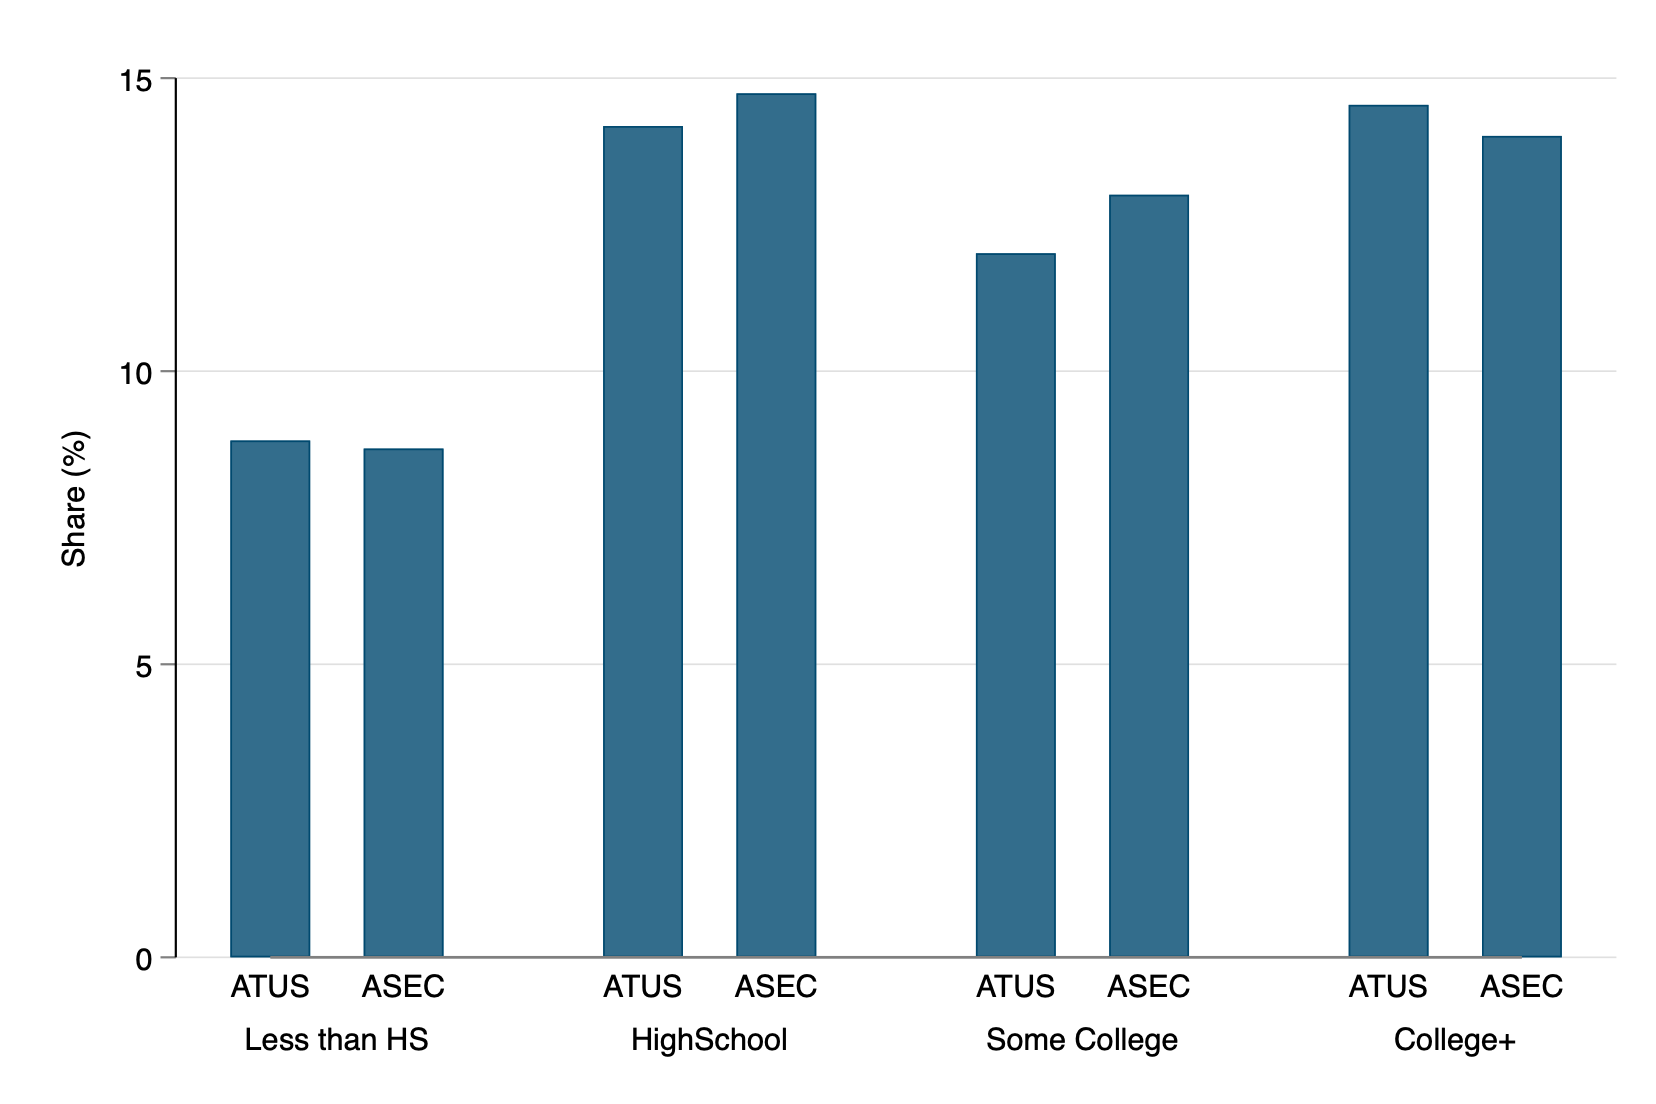 15
10
5
0
Share (%)
ATUS ASEC ATUS ASEC ATUS ASEC ATUS ASEC
Less than HS HighSchool Some College College+